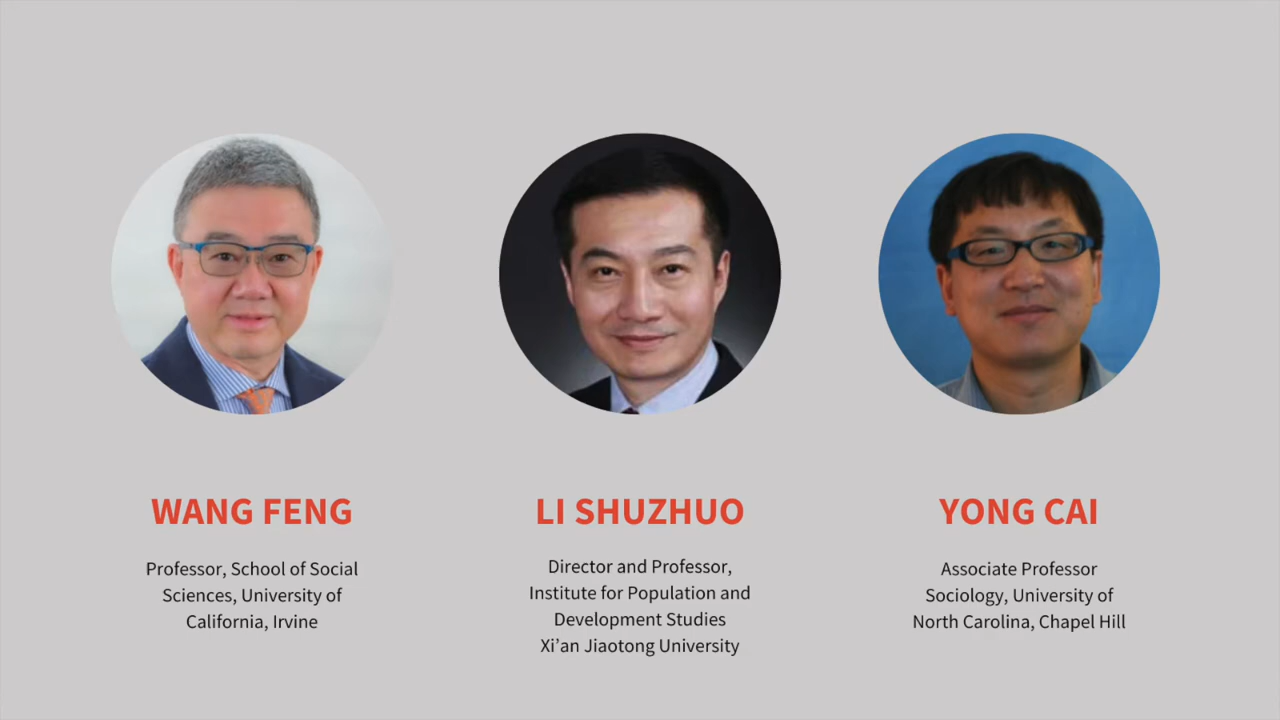 WANG FENG
Professor, School of Social
Sciences, University of
California, Irvine
LI SHUZHUO
Director and Professor,
Institute for Population and
Development Studies
Xi’an Jiaotong University
YONG CAI
Associate Professor
Sociology, University of
North Carolina, Chapel Hill